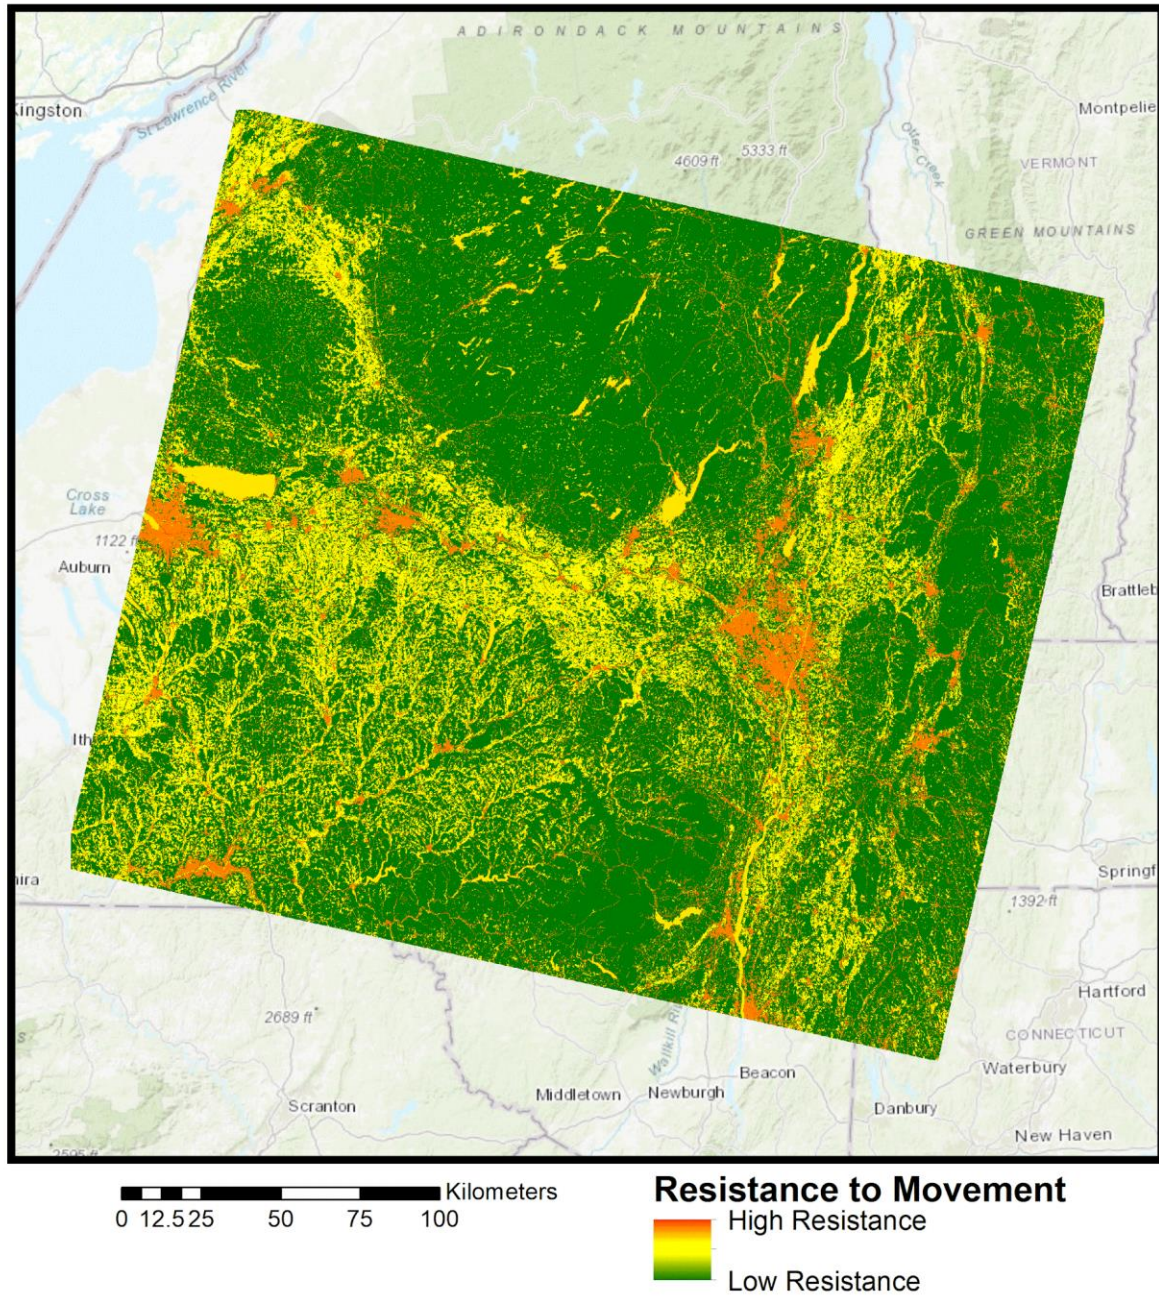 ADIRONDACK MOUNTAINS
Kingston
St Lawrence River
Montpelie
Otter Creek
4609 ft
5333 ft
VERMONT
GREEN MOUNTAINS
Cross
Lake
1122 ft
Auburn
Brattleb
Ith
ira
Springf
1392 ft
Hartford
2689 ft
CONNECTICUT
Wallkill Ri
Waterbury
Beacon
Middletown
Newburgh
Scranton
Danbury
New Haven
Kilometers
0 12.5 25 50 75 100
Resistance to Movement
High Resistance
Low Resistance